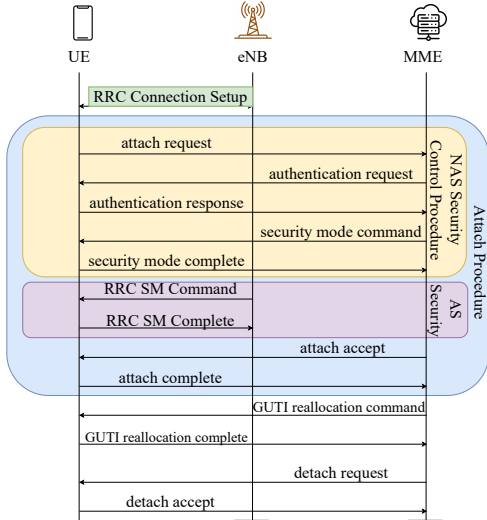 UE
eNB
MME
RRC Connection Setup
attach request
authentication request
authentication response
security mode command
security mode complete
NAS Security
Control Procedure
Attach Procedure
RRC SM Command
RRC SM Complete
AS
Security
attach accept
attach complete
GUTI reallocation command
GUTI reallocation complete
detach request
detach accept